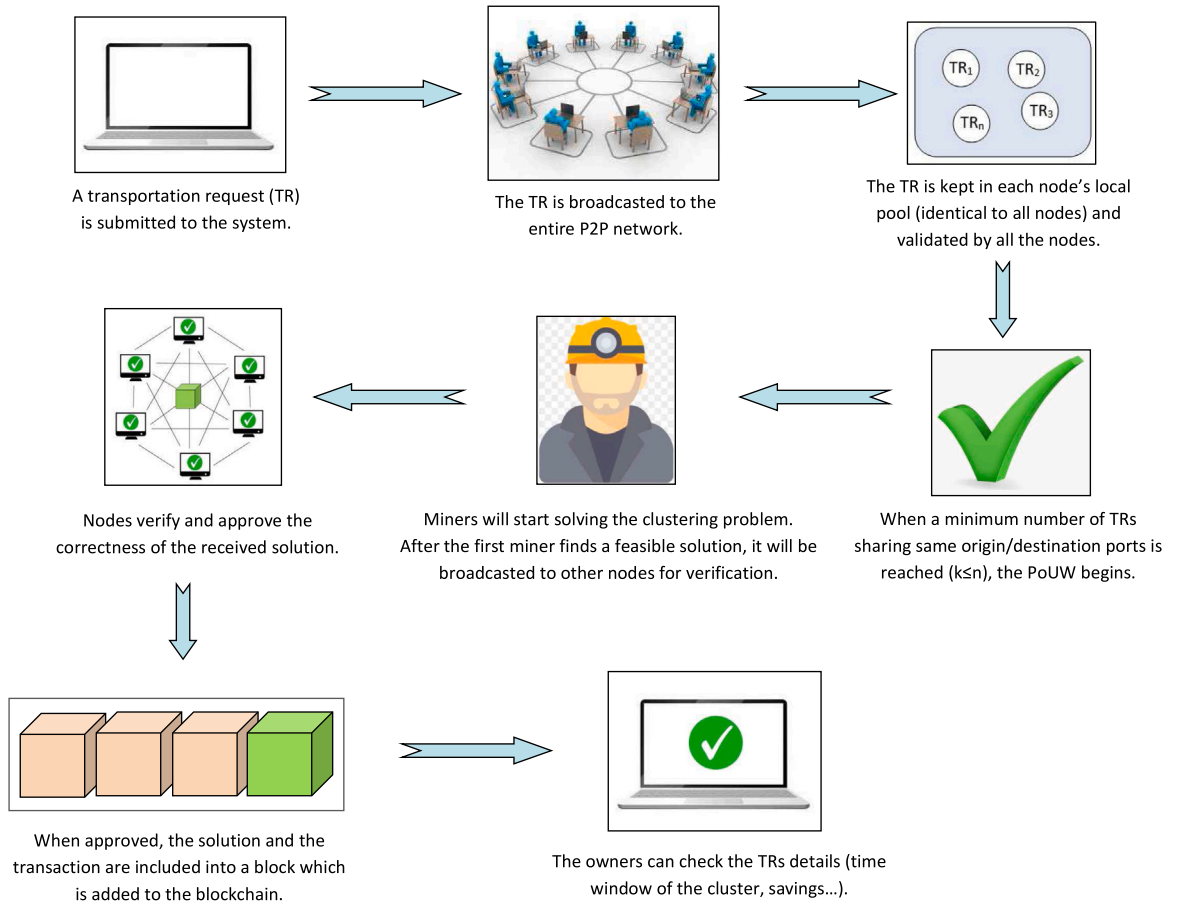 A transportation request (TR)
is submitted to the system.
The TR is broadcasted to the
entire P2P network.
TR1
TR2
TR3
TRn
The TR is kept in each node’s local
pool (identical to all nodes) and
validated by all the nodes.
When a minimum number of TRs
sharing same origin/destination ports is
reached (k≤n), the PoUW begins.
Miners will start solving the clustering problem.
After the first miner finds a feasible solution, it will be
broadcasted to other nodes for verification.
Nodes verify and approve the
correctness of the received solution.
When approved, the solution and the
transaction are included into a block which
is added to the blockchain.
The owners can check the TRs details (time
window of the cluster, savings…).